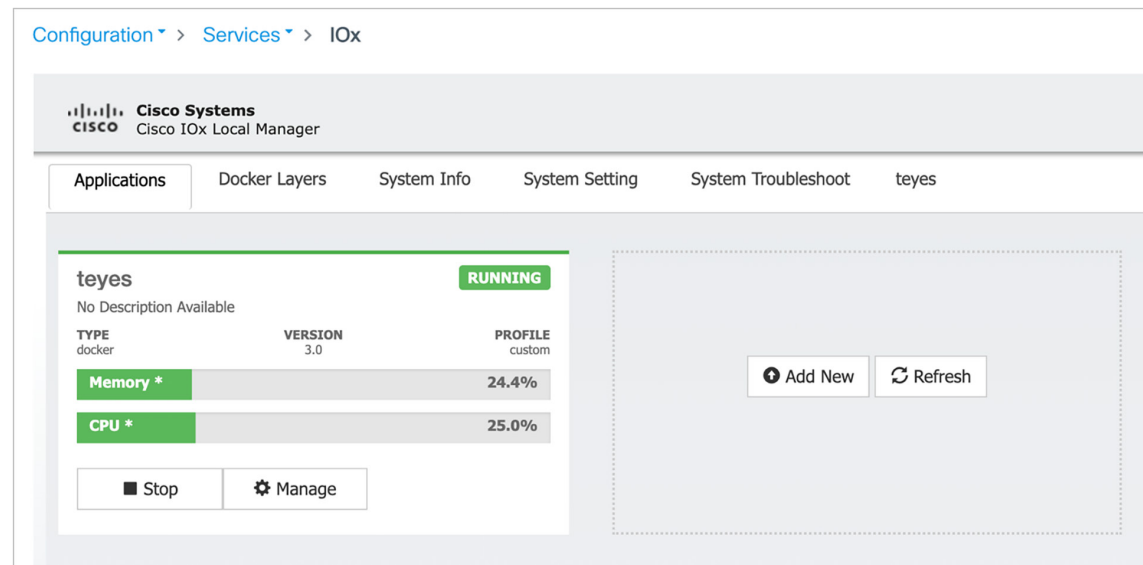 Configuration > Services > IOx
CISCO Cisco Systems
Cisco IOx Local Manager
Applications Docker Layers System Info System Setting System Troubleshoot teyes
teyes RUNNING
No Description Available
TYPE VERSION PROFILE
docker 3.0 custom
Memory * 24.4%
CPU * 25.0%
Stop Manage
Add New Refresh